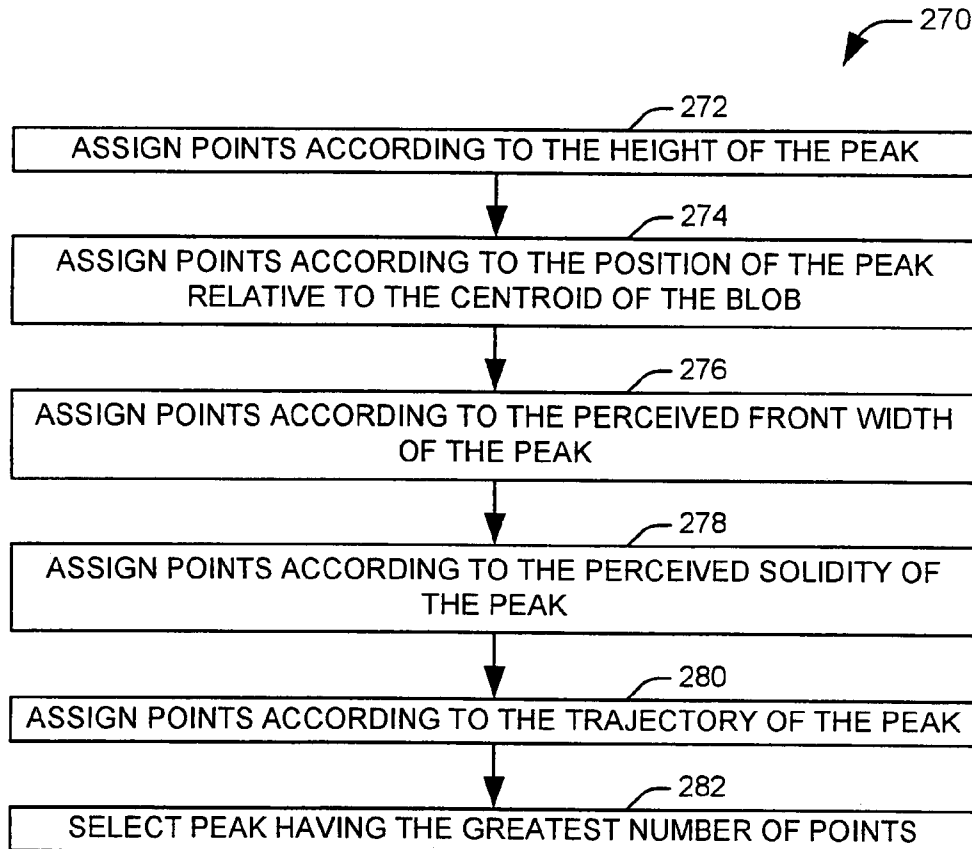 270
272
ASSIGN POINTS ACCORDING TO THE HEIGHT OF THE PEAK
274
ASSIGN POINTS ACCORDING TO THE POSITION OF THE PEAK
RELATIVE TO THE CENTROID OF THE BLOB
276
ASSIGN POINTS ACCORDING TO THE PERCEIVED FRONT WIDTH
OF THE PEAK
278
ASSIGN POINTS ACCORDING TO THE PERCEIVED SOLIDITY OF
THE PEAK
280
ASSIGN POINTS ACCORDING TO THE TRAJECTORY OF THE PEAK
282
SELECT PEAK HAVING THE GREATEST NUMBER OF POINTS